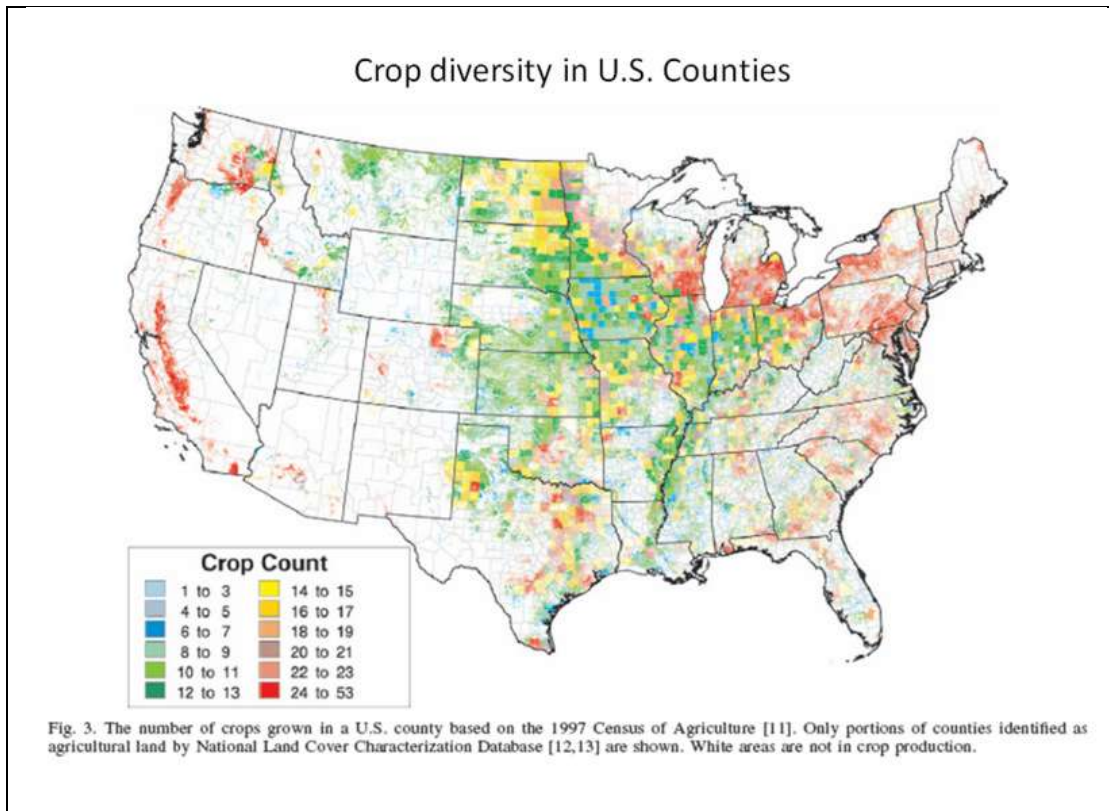 Crop diversity in U.S. Counties
Crop Count
1 to 3
4 to 5
6 to 7
8 to 9
10 to 11
12 to 13
14 to 15
16 to 17
18 to 19
20 to 21
22 to 23
24 to 53
Fig. 3. The number of crops grown in a U.S. county based on the 1997 Census of Agriculture [11]. Only portions of counties identified as
agricultural land by National Land Cover Characterization Database [12,13] are shown. White areas are not in crop production.